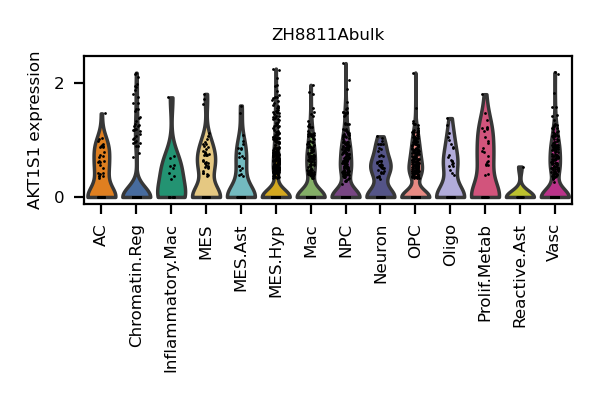 ZH8811Abulk
AKT1S1 expression
2
0
AC
Chromatin.Reg
Inflammatory.Mac
MES
MES.Ast
MES.Hyp
Mac
NPC
Neuron
OPC
Oligo
Prolif.Metab
Reactive.Ast
Vasc